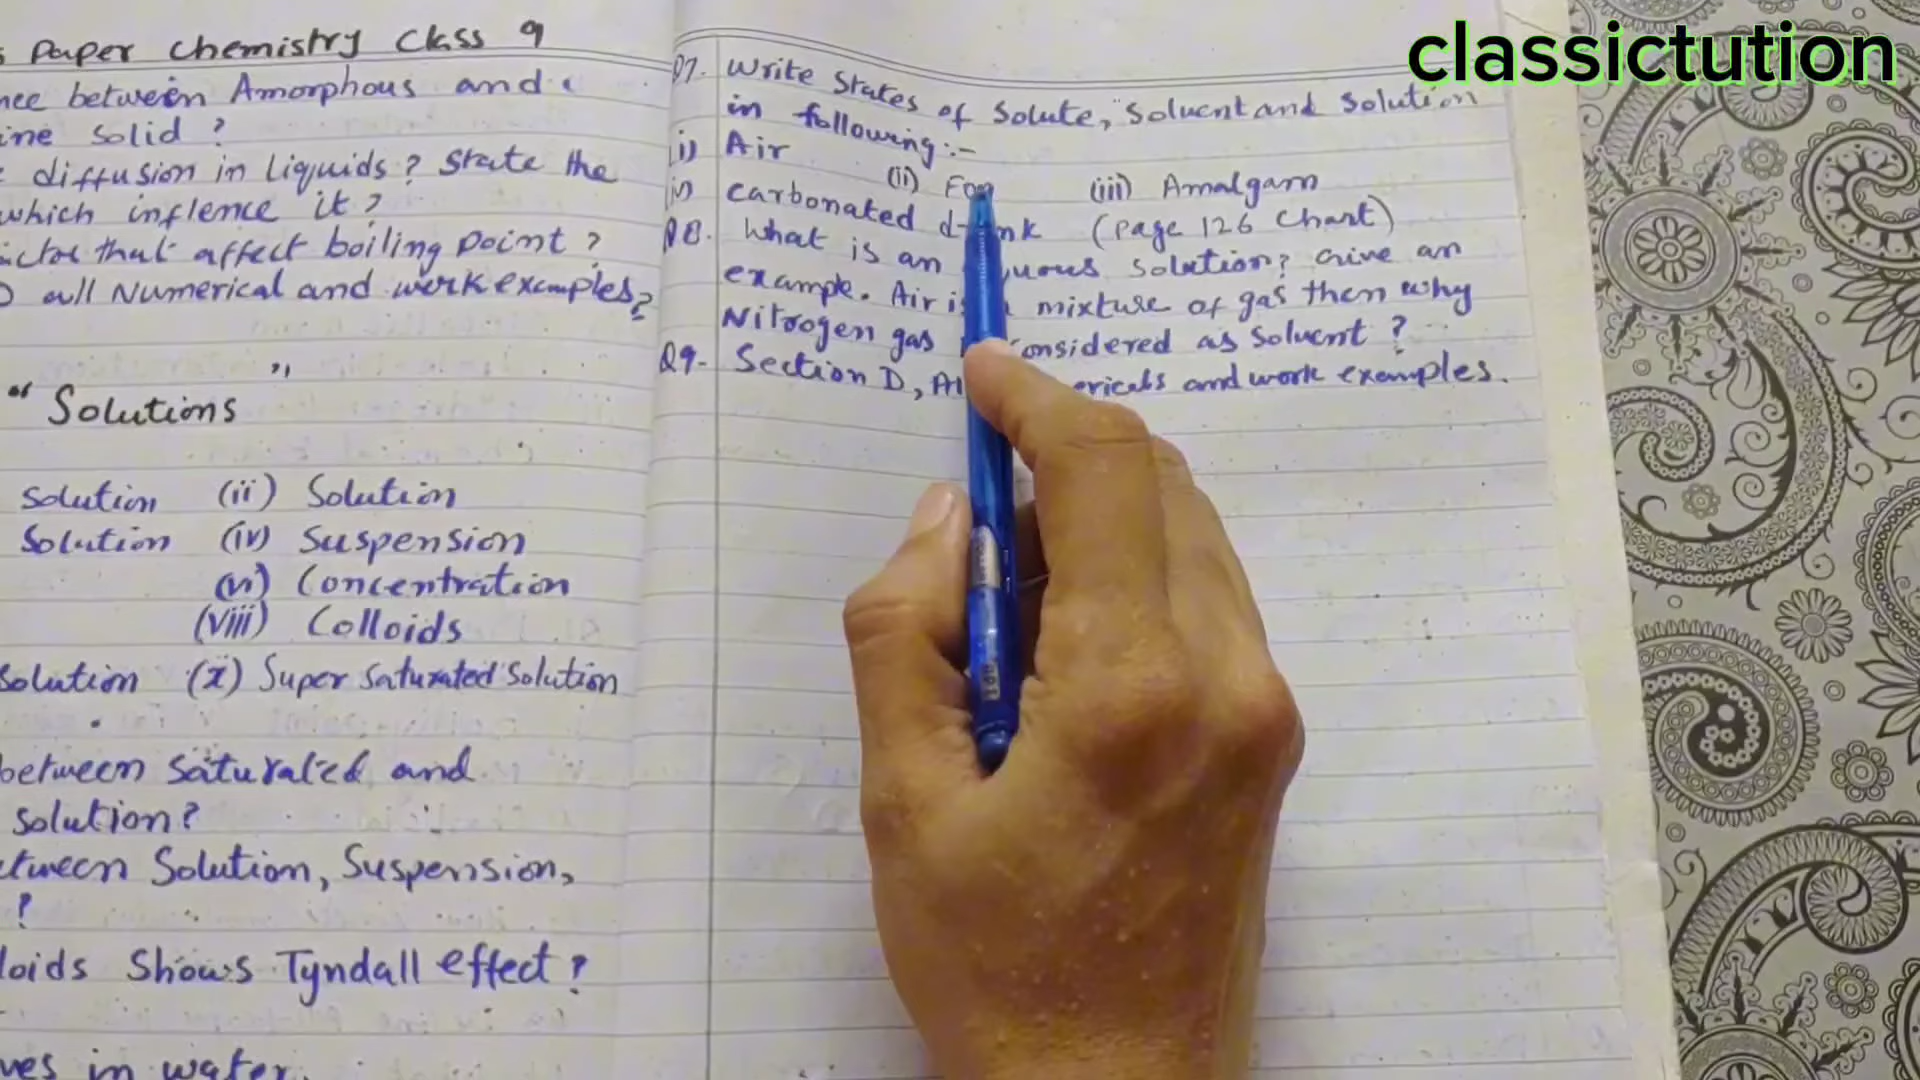 classictution
Paper Chemistry Class 9
between Amorphous and
solid ?
diffusion in liquids? State the
which inflence it?
that affect boiling point ?
all Numerical and work examples?
"Solutions"
Solution (ii) Solution
Solution (iv) Suspension
(vi) Concentration
(viii) Colloids
Solution (x) Super Saturated Solution
between Saturated and
solution?
Solution, Suspension,
?
Shows Tyndall effect?
in water.
Q7. Write States of Solute, Solvent and Solution
in following:-
(i) Air (ii) Fog (iii) Amalgam
carbonated (page 126 Chart)
Q8. What is an solution? Give an
example. Air is mixture of gas then why
Nitrogen gas considered as solvent ?
Q9. Section D, and work examples.